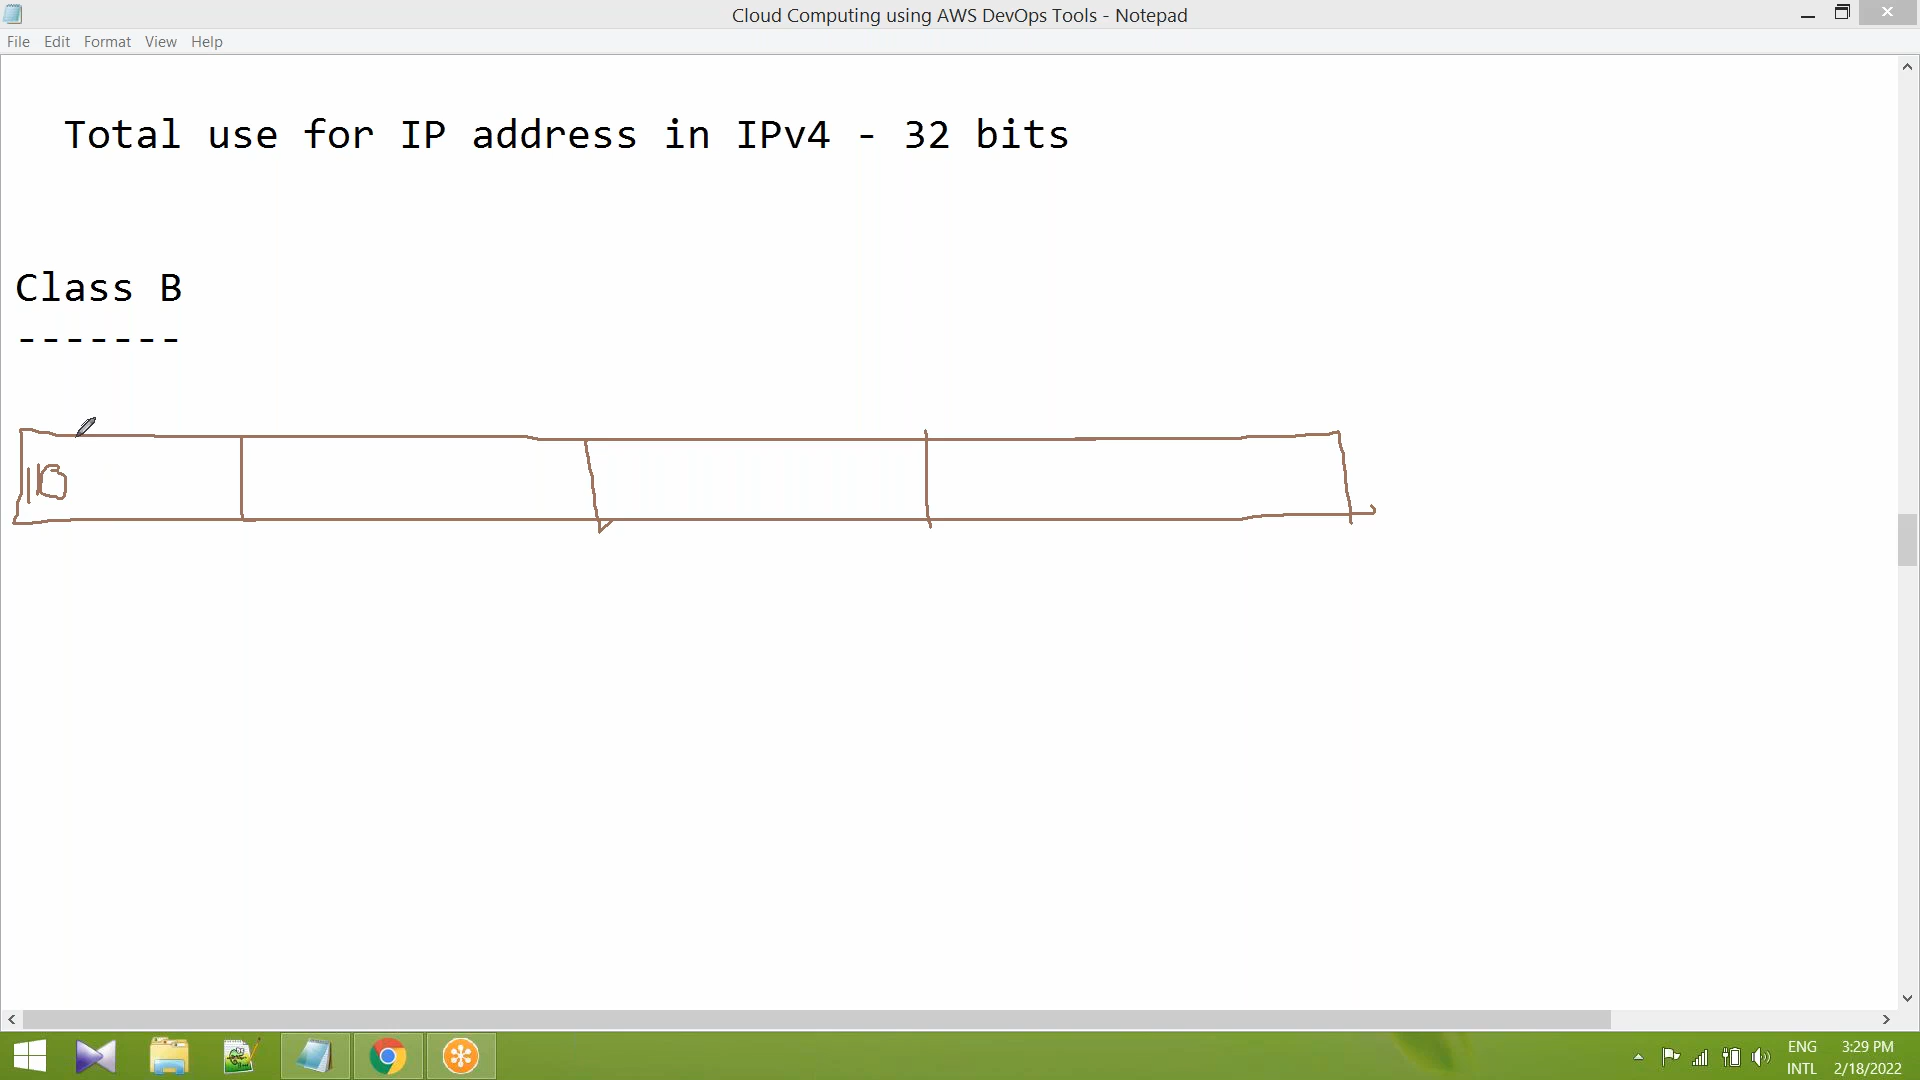 Cloud Computing using AWS DevOps Tools - Notepad
File Edit Format View Help
Total use for IP address in IPv4 - 32 bits
Class B
-------
ENG 3:29 PM
INTL 2/18/2022